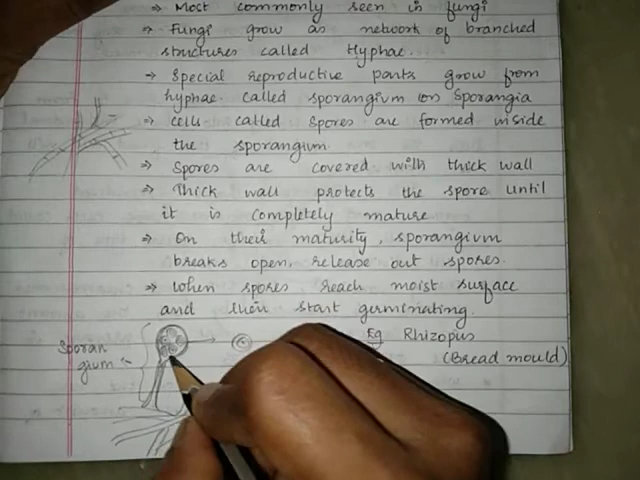 → Most commonly seen in fungi
→ Fungi grow as network of branched
structures called Hyphae.
→ Special reproductive parts grow from
hyphae called sporangium (or) Sporangia
→ Cells called Spores are formed inside
the sporangium.
→ Spores are covered with thick wall
→ Thick wall protects the spore until
it is completely mature
→ On their maturity, sporangium
breaks open, release out spores.
→ When spores reach moist surface
and then start germinating.
Sporan
gium
Eg Rhizopus
(Bread mould)